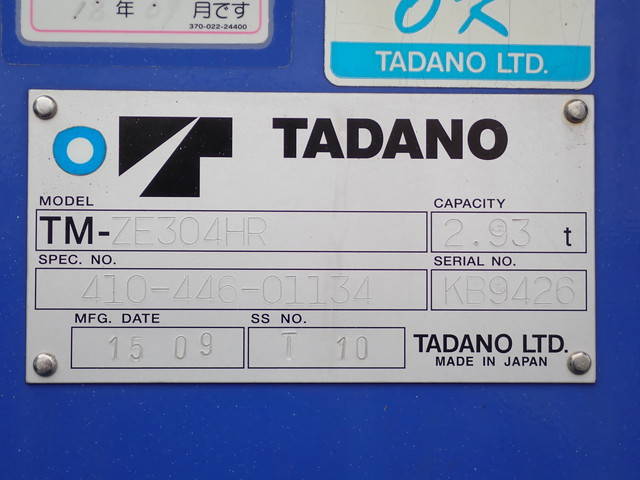 年 月です
370-022-24400
OK
TADANO LTD.
TADANO
MODEL
TM-ZE304HR
CAPACITY
2.93 t
SPEC. NO.
410-446-01134
SERIAL NO.
KB9426
MFG. DATE
15 09
SS NO.
T 10
TADANO LTD.
MADE IN JAPAN